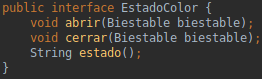 public interface EstadoColor {
    void abrir(Biestable biestable);
    void cerrar(Biestable biestable);
    String estado();
}